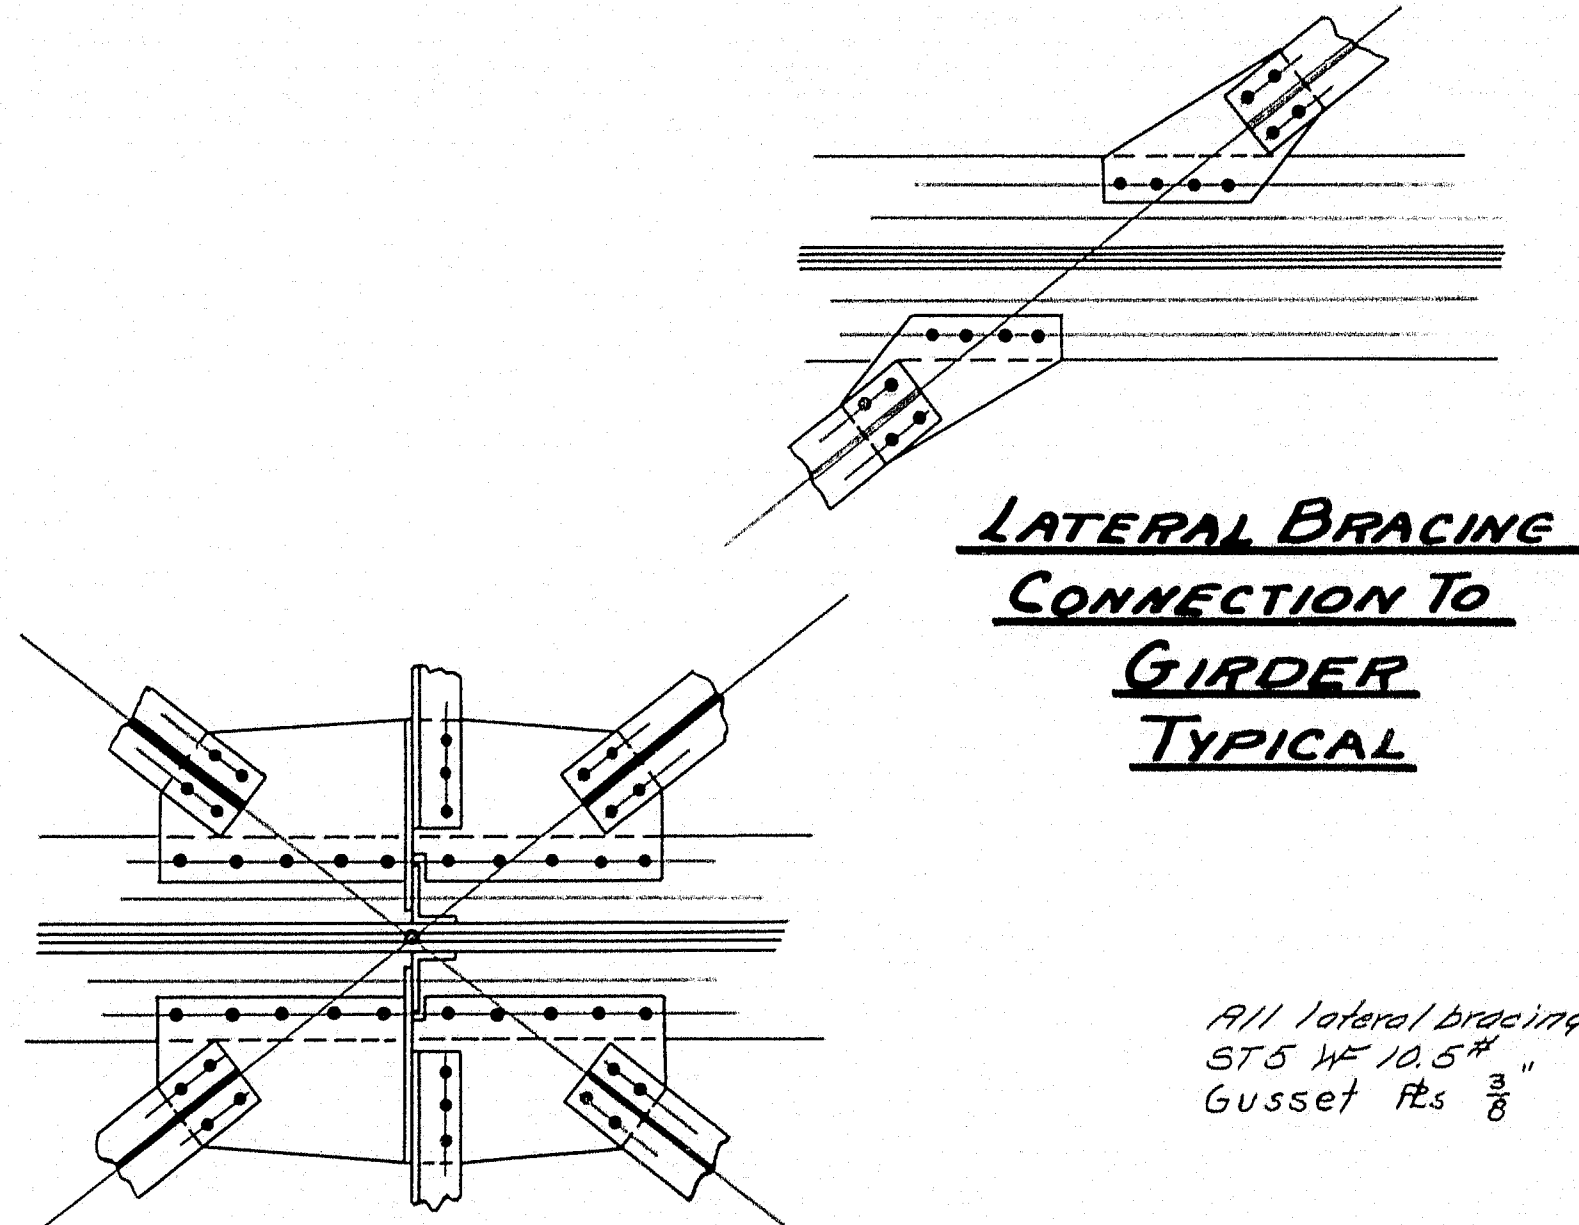 LATERAL BRACING
CONNECTION TO
GIRDER
TYPICAL
All lateral bracing
ST5 WF 10.5#
Gusset PLs 3/8"